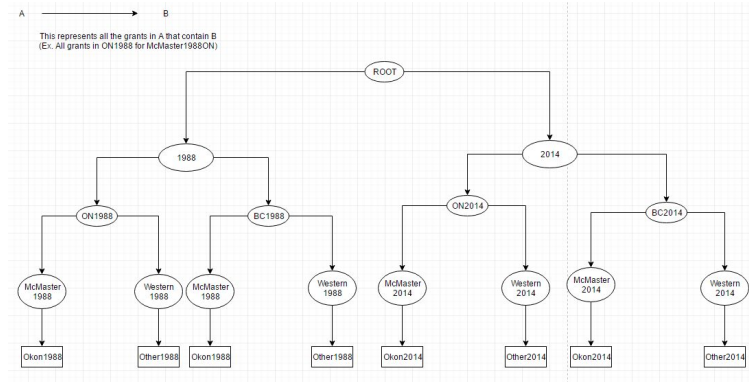 A B
This represents all the grants in A that contain B
(Ex. All grants in ON1988 for McMaster1988ON)
ROOT
1988
2014
ON1988
BC1988
ON2014
BC2014
McMaster
1988
Western
1988
McMaster
1988
Western
1988
McMaster
2014
Western
2014
McMaster
2014
Western
2014
Okon1988
Other1988
Okon1988
Other1988
Okon2014
Other2014
Okon2014
Other2014